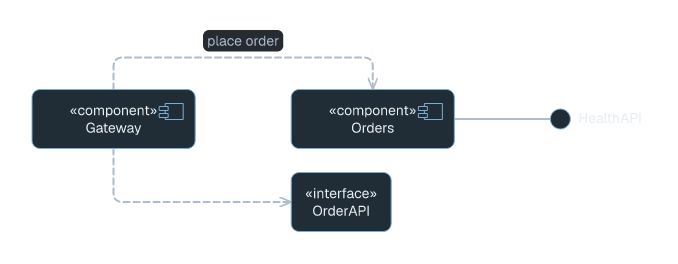 place order
«component»
Gateway
«component»
Orders
HealthAPI
«interface»
OrderAPI